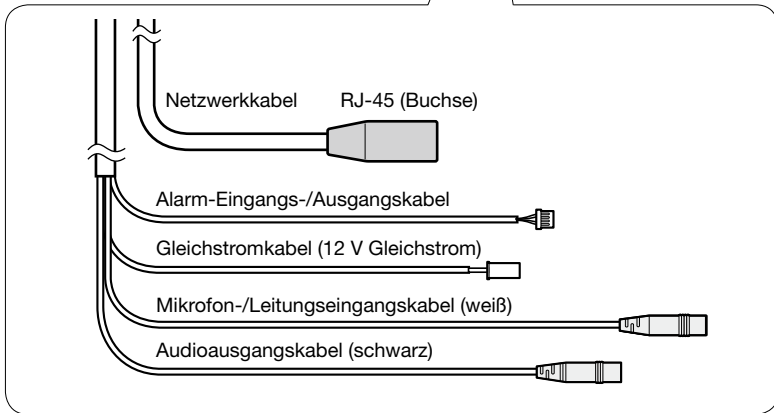 Netzwerkkabel RJ-45 (Buchse)
Alarm-Eingangs-/Ausgangskabel
Gleichstromkabel (12 V Gleichstrom)
Mikrofon-/Leitungseingangskabel (weiß)
Audioausgangskabel (schwarz)